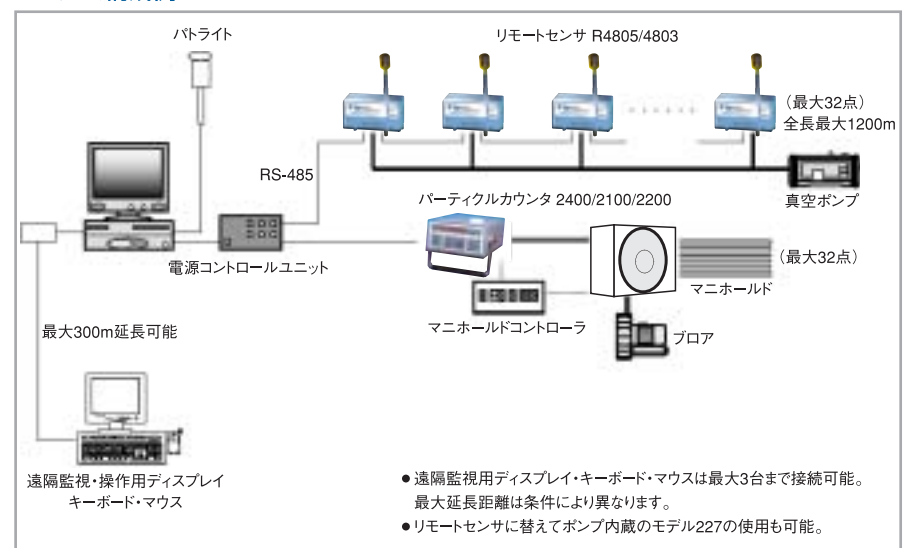 パトライト
リモートセンサ R4805/4803
(最大32点)
全長最大1200m
RS-485
真空ポンプ
パーティクルカウンタ 2400/2100/2200
電源コントロールユニット
(最大32点)
マニホールド
マニホールドコントローラ
ブロア
最大300m延長可能
遠隔監視・操作用ディスプレイ
キーボード・マウス
●遠隔監視用ディスプレイ・キーボード・マウスは最大3台まで接続可能。
最大延長距離は条件により異なります。
●リモートセンサに替えてポンプ内蔵のモデル227の使用も可能。